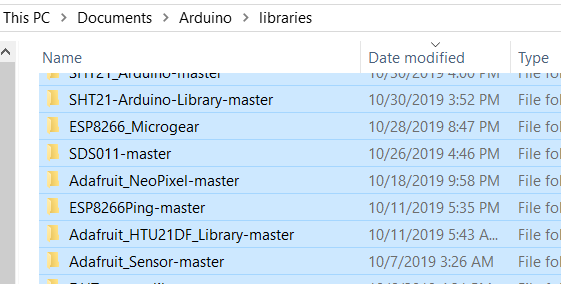 This PC > Documents > Arduino > libraries
Name Date modified Type
SHT21_Arduino-master 10/30/2019 4:00 PM File fol
SHT21-Arduino-Library-master 10/30/2019 3:52 PM File fol
ESP8266_Microgear 10/28/2019 8:47 PM File fol
SDS011-master 10/26/2019 4:46 PM File fol
Adafruit_NeoPixel-master 10/18/2019 9:58 PM File fol
ESP8266Ping-master 10/11/2019 5:35 PM File fol
Adafruit_HTU21DF_Library-master 10/11/2019 5:43 A... File fol
Adafruit_Sensor-master 10/7/2019 3:26 AM File fol